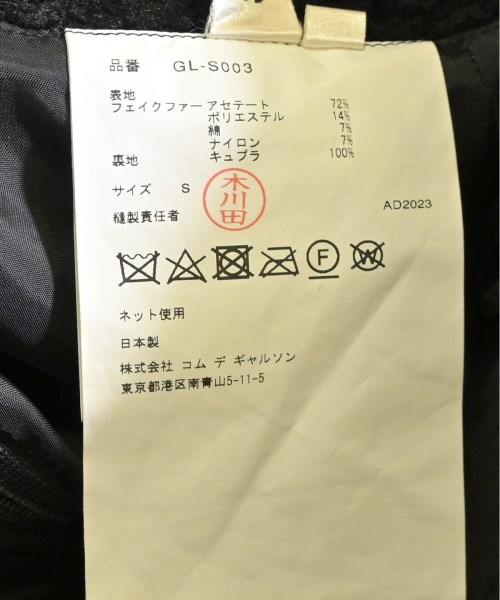 品番 GL-S003
表地
フェイクファー アセテート 72%
ポリエステル 14%
綿 7%
ナイロン 7%
裏地 キュプラ 100%
サイズ S
木川田
縫製責任者
AD2023
F W
ネット使用
日本製
株式会社 コム デ ギャルソン
東京都港区南青山5-11-5